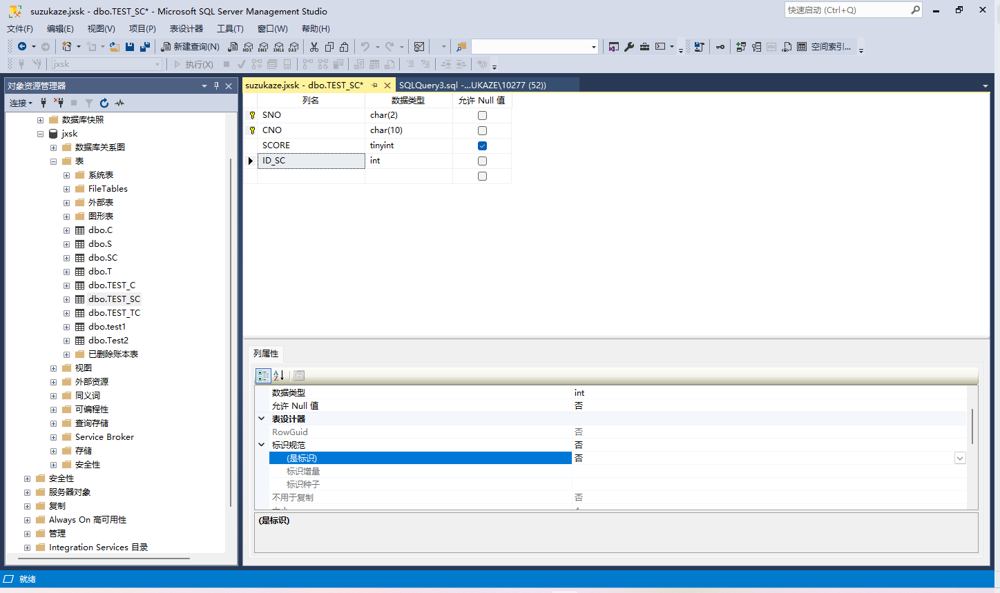 suzukaze.jxsk - dbo.TEST_SC* - Microsoft SQL Server Management Studio
快速启动 (Ctrl+Q)
文件(F) 编辑(E) 视图(V) 项目(P) 表设计器 工具(T) 窗口(W) 帮助(H)
新建查询(N) MDX DMX XMLA DAX 空间索引...
jxsk 执行(X)
对象资源管理器
连接
数据库快照
jxsk
数据库关系图
表
系统表
FileTables
外部表
图形表
dbo.C
dbo.S
dbo.SC
dbo.T
dbo.TEST_C
dbo.TEST_SC
dbo.TEST_TC
dbo.test1
dbo.Test2
已删除账本表
视图
外部资源
同义词
可编程性
查询存储
Service Broker
存储
安全性
安全性
服务器对象
复制
Always On 高可用性
管理
Integration Services 目录
suzukaze.jxsk - dbo.TEST_SC* SQLQuery3.sql -...UKAZE\10277 (52))
列名 数据类型 允许 Null 值
SNO char(2)
CNO char(10)
SCORE tinyint
ID_SC int
列属性
数据类型 int
允许 Null 值 否
表设计器
RowGuid 否
标识规范 否
(是标识) 否
标识增量
标识种子
不用于复制 否
(是标识)
就绪